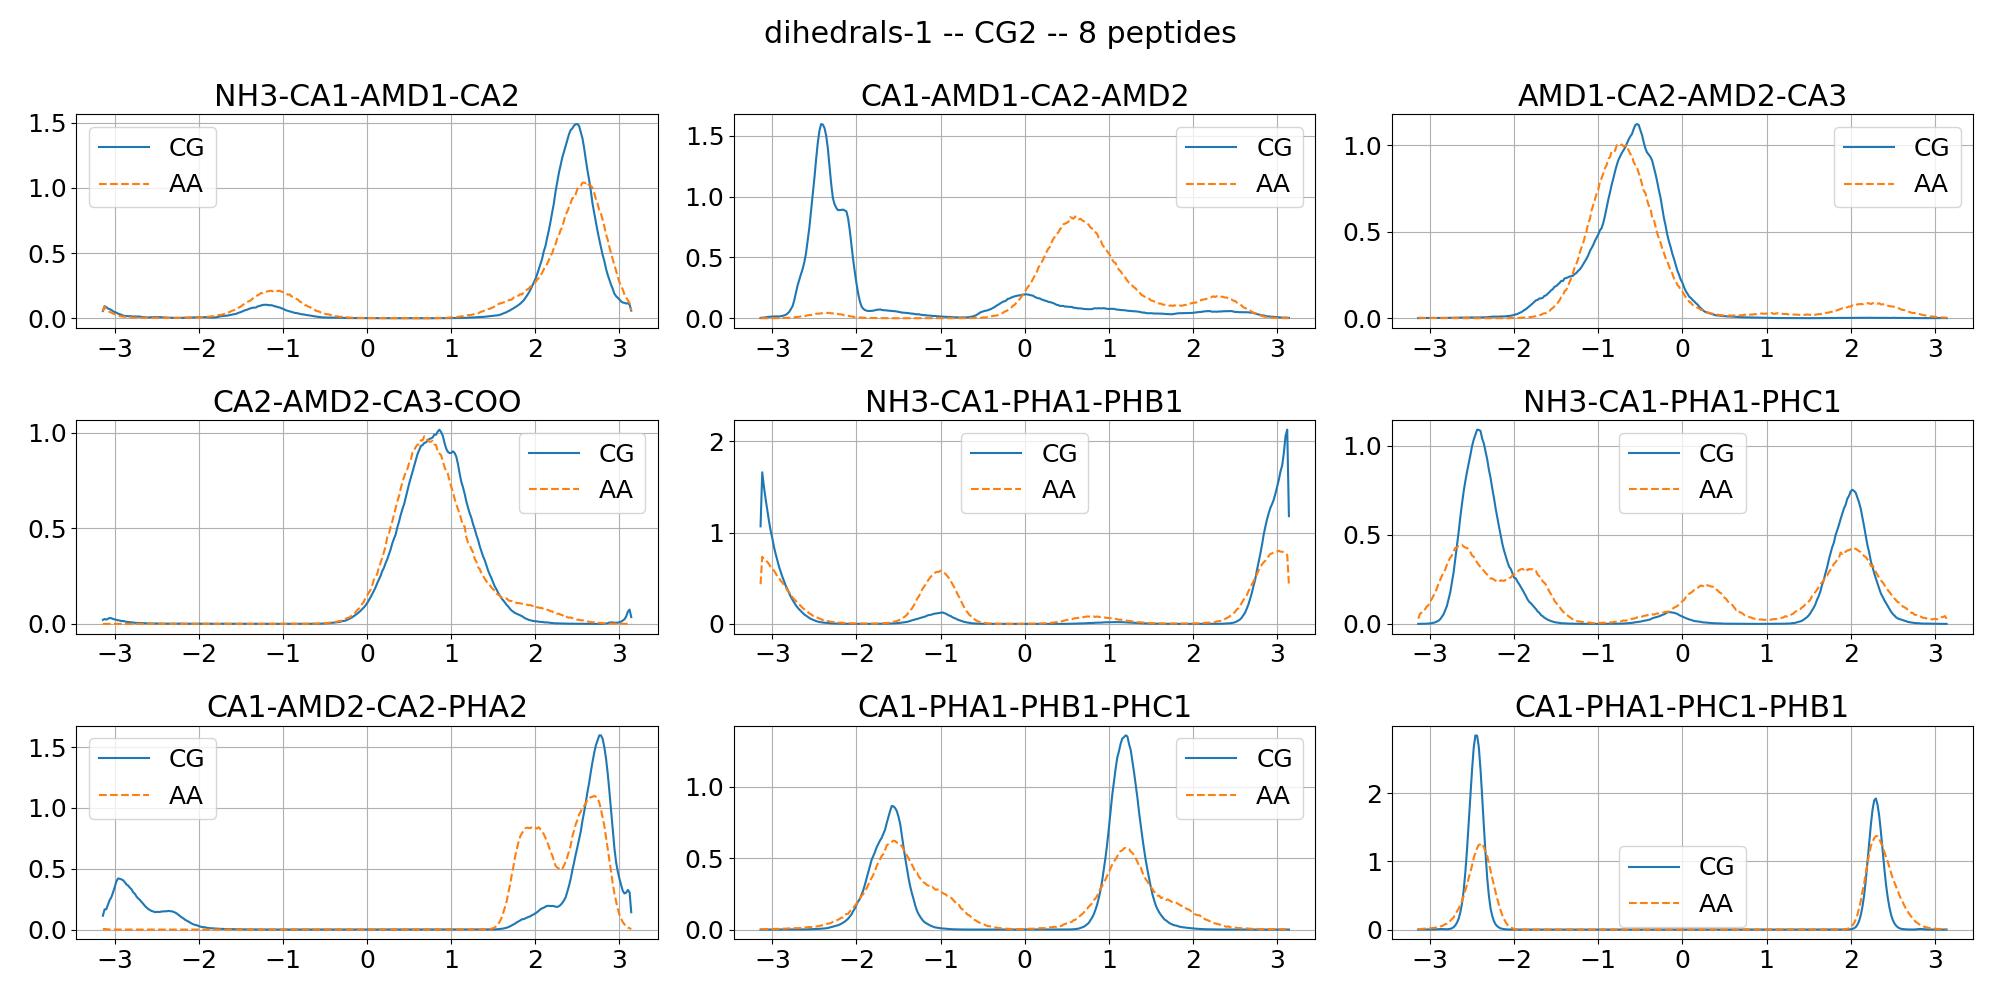 dihedrals-1 -- CG2 -- 8 peptides
NH3-CA1-AMD1-CA2
1.5
1.0
0.5
0.0
CG
AA
−3 −2 −1 0 1 2 3
CA1-AMD1-CA2-AMD2
1.5
1.0
0.5
0.0
CG
AA
−3 −2 −1 0 1 2 3
AMD1-CA2-AMD2-CA3
1.0
0.5
0.0
CG
AA
−3 −2 −1 0 1 2 3
CA2-AMD2-CA3-COO
1.0
0.5
0.0
CG
AA
−3 −2 −1 0 1 2 3
NH3-CA1-PHA1-PHB1
2
1
0
CG
AA
−3 −2 −1 0 1 2 3
NH3-CA1-PHA1-PHC1
1.0
0.5
0.0
CG
AA
−3 −2 −1 0 1 2 3
CA1-AMD2-CA2-PHA2
1.5
1.0
0.5
0.0
CG
AA
−3 −2 −1 0 1 2 3
CA1-PHA1-PHB1-PHC1
1.0
0.5
0.0
CG
AA
−3 −2 −1 0 1 2 3
CA1-PHA1-PHC1-PHB1
2
1
0
CG
AA
−3 −2 −1 0 1 2 3